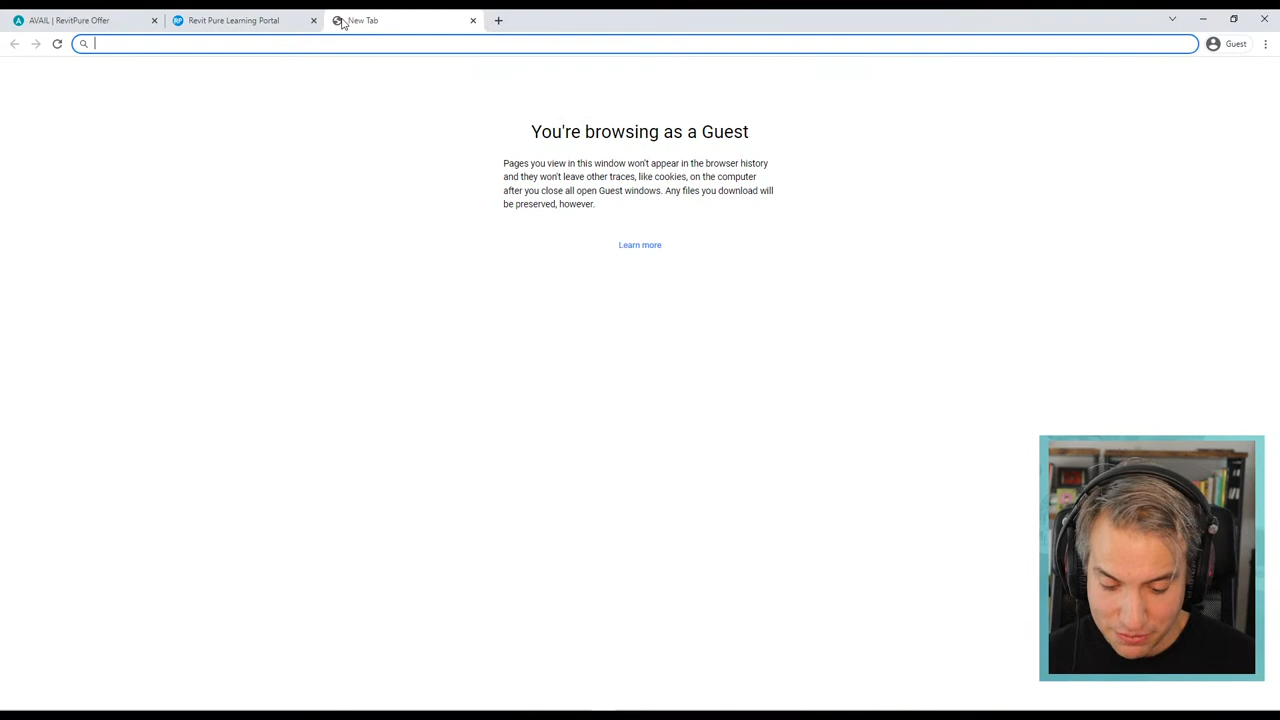 A AVAIL | RevitPure Offer
RP Revit Pure Learning Portal
New Tab
Guest
You're browsing as a Guest
Pages you view in this window won't appear in the browser history
and they won't leave other traces, like cookies, on the computer
after you close all open Guest windows. Any files you download will
be preserved, however.
Learn more